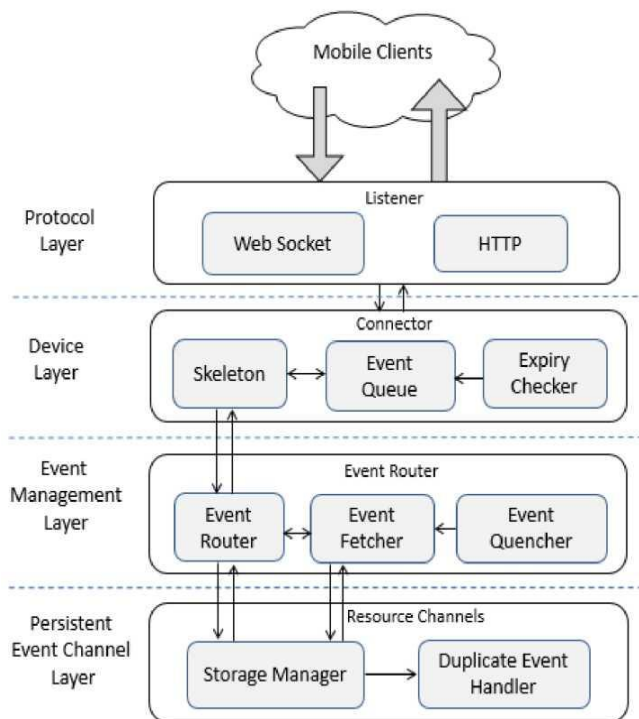 Mobile Clients
Protocol
Layer
Listener
Web Socket
HTTP
Device
Layer
Connector
Skeleton
Event
Queue
Expiry
Checker
Event
Management
Layer
Event Router
Event
Router
Event
Fetcher
Event
Quencher
Persistent
Event Channel
Layer
Resource Channels
Storage Manager
Duplicate Event
Handler